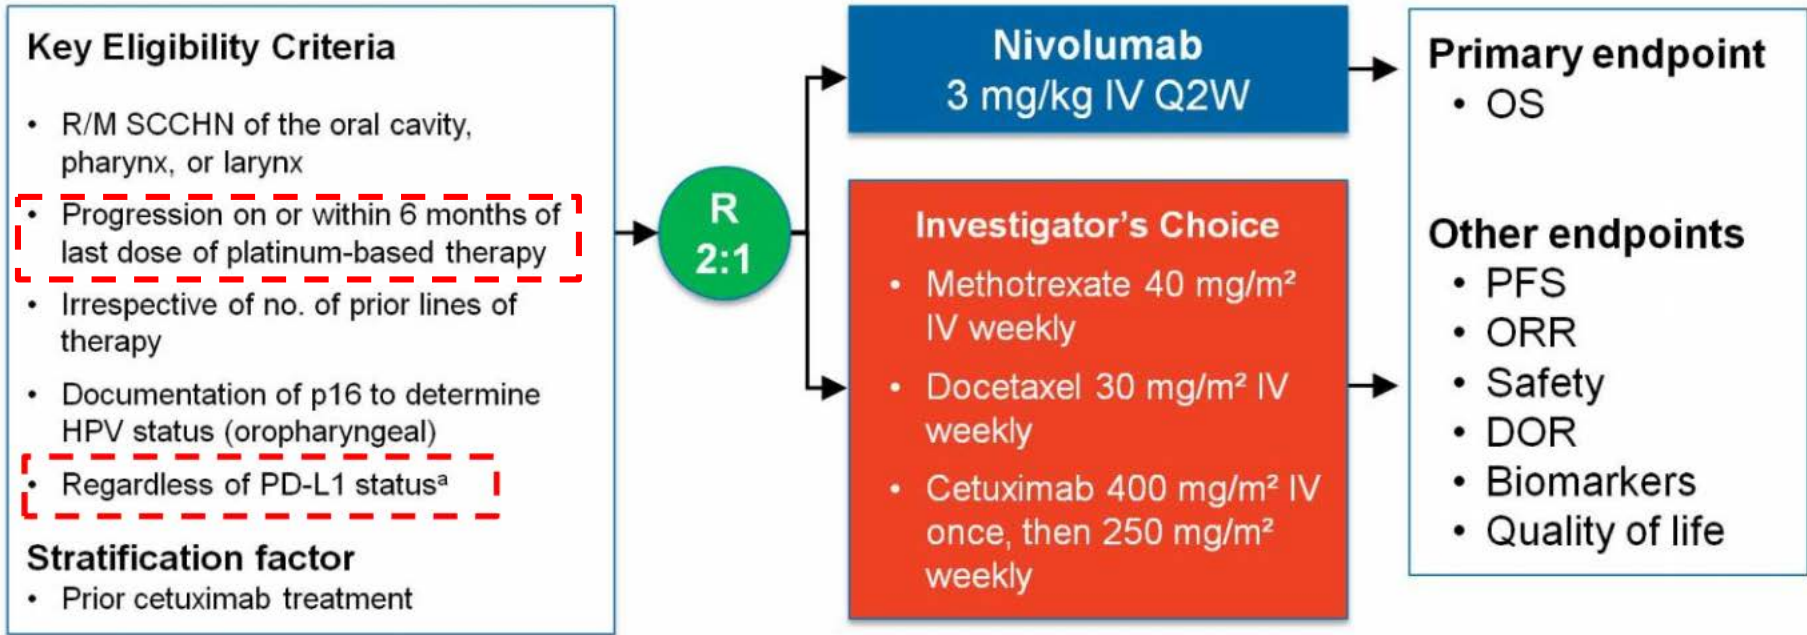 Key Eligibility Criteria
• R/M SCCHN of the oral cavity,
pharynx, or larynx
• Progression on or within 6 months of
last dose of platinum-based therapy
• Irrespective of no. of prior lines of
therapy
• Documentation of p16 to determine
HPV status (oropharyngeal)
• Regardless of PD-L1 statusᵃ
Stratification factor
• Prior cetuximab treatment
R
2:1
Nivolumab
3 mg/kg IV Q2W
Investigator's Choice
• Methotrexate 40 mg/m²
IV weekly
• Docetaxel 30 mg/m² IV
weekly
• Cetuximab 400 mg/m² IV
once, then 250 mg/m²
weekly
Primary endpoint
• OS
Other endpoints
• PFS
• ORR
• Safety
• DOR
• Biomarkers
• Quality of life